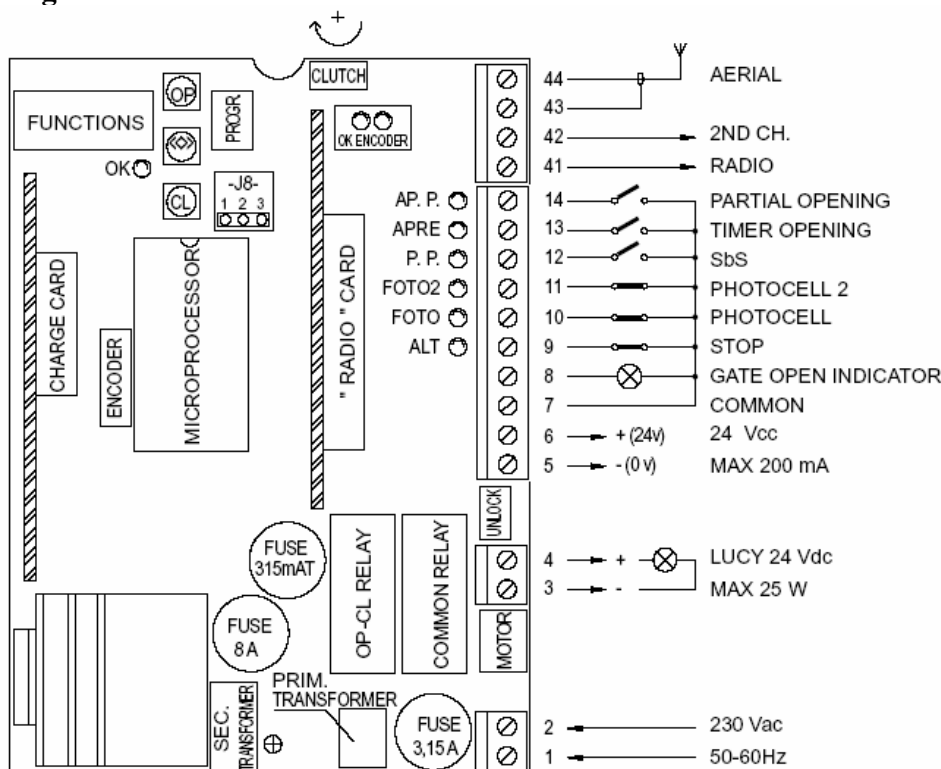 +
CLUTCH
FUNCTIONS
OP
PROGR.
OK ENCODER
OK
CL
-J8-
1 2 3
CHARGE CARD
ENCODER
MICROPROCESSOR
" RADIO " CARD
AP. P.
APRE
P. P.
FOTO2
FOTO
ALT
44 AERIAL
43
42 2ND CH.
41 RADIO
14 PARTIAL OPENING
13 TIMER OPENING
12 SbS
11 PHOTOCELL 2
10 PHOTOCELL
9 STOP
8 GATE OPEN INDICATOR
7 COMMON
6 + (24v) 24 Vcc
5 - (0 v) MAX 200 mA
UNLOCK
FUSE
315mAT
OP-CL RELAY
COMMON RELAY
4 + LUCY 24 Vdc
3 - MAX 25 W
MOTOR
FUSE
8A
PRIM.
TRANSFORMER
SEC.
TRANSFORMER
FUSE
3,15A
2 230 Vac
1 50-60Hz